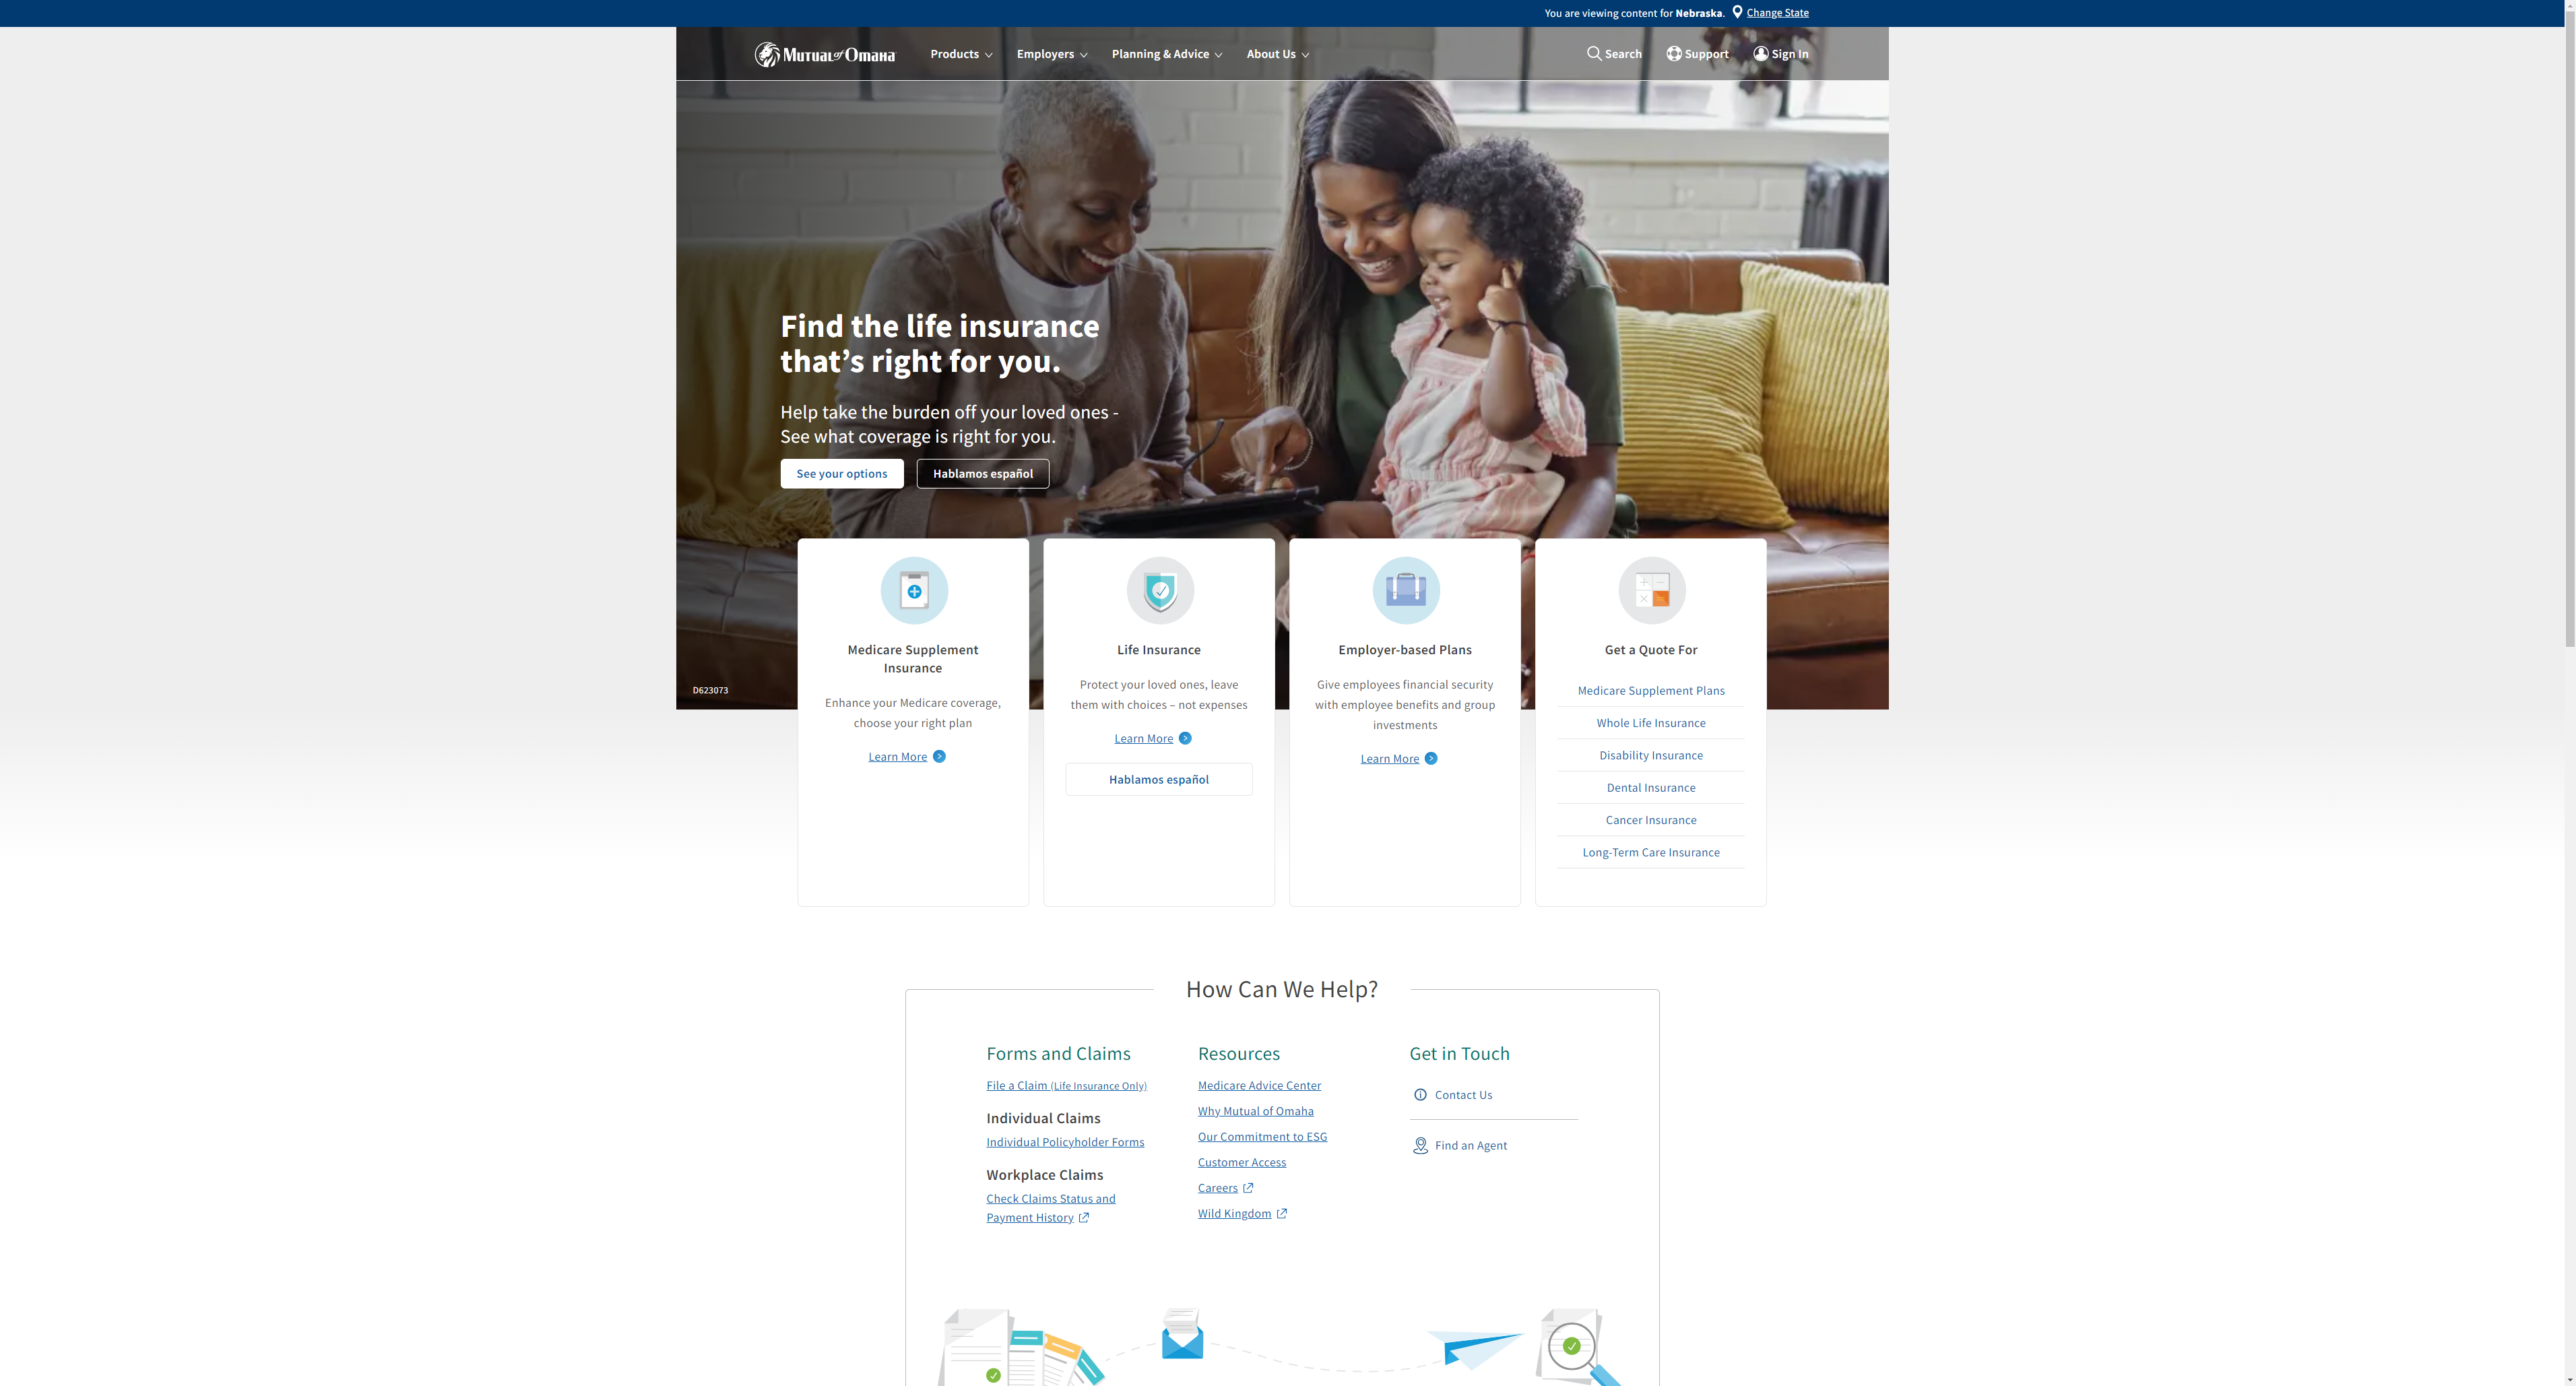 You are viewing content for Nebraska. Change State
Mutual of Omaha
Products
Employers
Planning & Advice
About Us
Search
Support
Sign In
Find the life insurance
that’s right for you.
Help take the burden off your loved ones -
See what coverage is right for you.
See your options
Hablamos español
D623073
Medicare Supplement
Insurance
Enhance your Medicare coverage,
choose your right plan
Learn More
Life Insurance
Protect your loved ones, leave
them with choices – not expenses
Learn More
Hablamos español
Employer-based Plans
Give employees financial security
with employee benefits and group
investments
Learn More
Get a Quote For
Medicare Supplement Plans
Whole Life Insurance
Disability Insurance
Dental Insurance
Cancer Insurance
Long-Term Care Insurance
How Can We Help?
Forms and Claims
File a Claim (Life Insurance Only)
Individual Claims
Individual Policyholder Forms
Workplace Claims
Check Claims Status and
Payment History
Resources
Medicare Advice Center
Why Mutual of Omaha
Our Commitment to ESG
Customer Access
Careers
Wild Kingdom
Get in Touch
Contact Us
Find an Agent